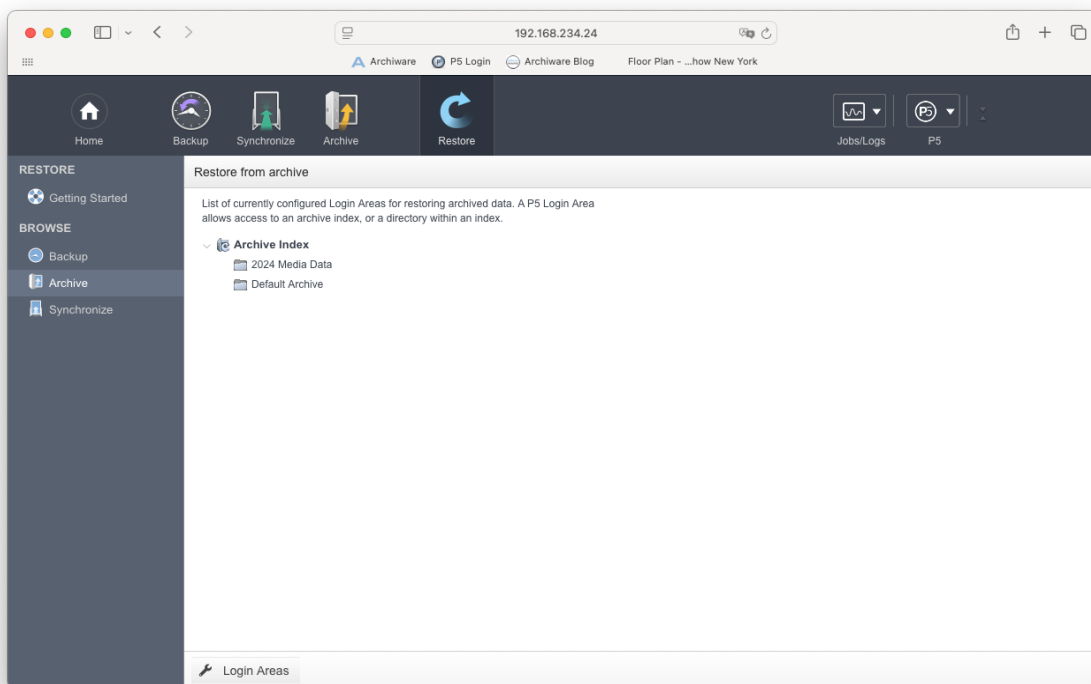 192.168.234.24
Archiware
P5 Login
Archiware Blog
Floor Plan - ...how New York
Home
Backup
Synchronize
Archive
Restore
Jobs/Logs
P5
RESTORE
Getting Started
BROWSE
Backup
Archive
Synchronize
Restore from archive
List of currently configured Login Areas for restoring archived data. A P5 Login Area
allows access to an archive index, or a directory within an index.
Archive Index
2024 Media Data
Default Archive
Login Areas